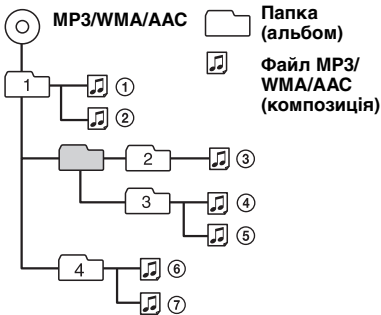 MP3/WMA/AAC
Папка
(альбом)
Файл MP3/
WMA/AAC
(композиція)
1
①
②
2
③
3
④
⑤
4
⑥
⑦